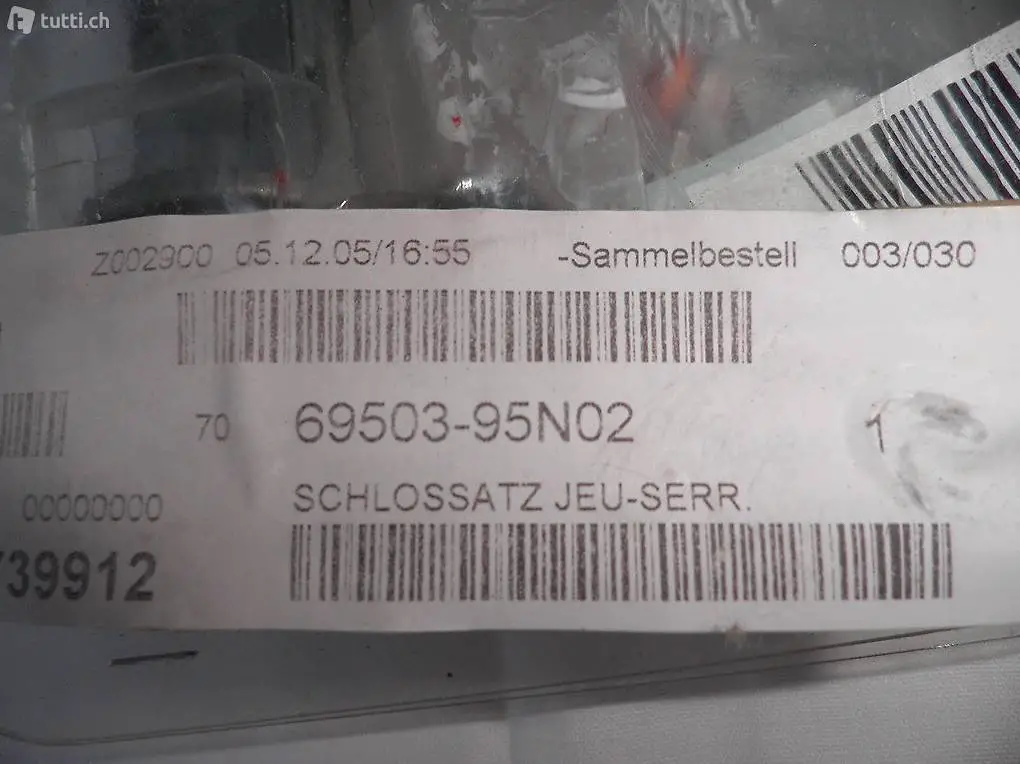 tutti.ch
Z002900 05.12.05/16:55 -Sammelbestell 003/030
70 69503-95N02 1
00000000 SCHLOSSATZ JEU-SERR.
739912